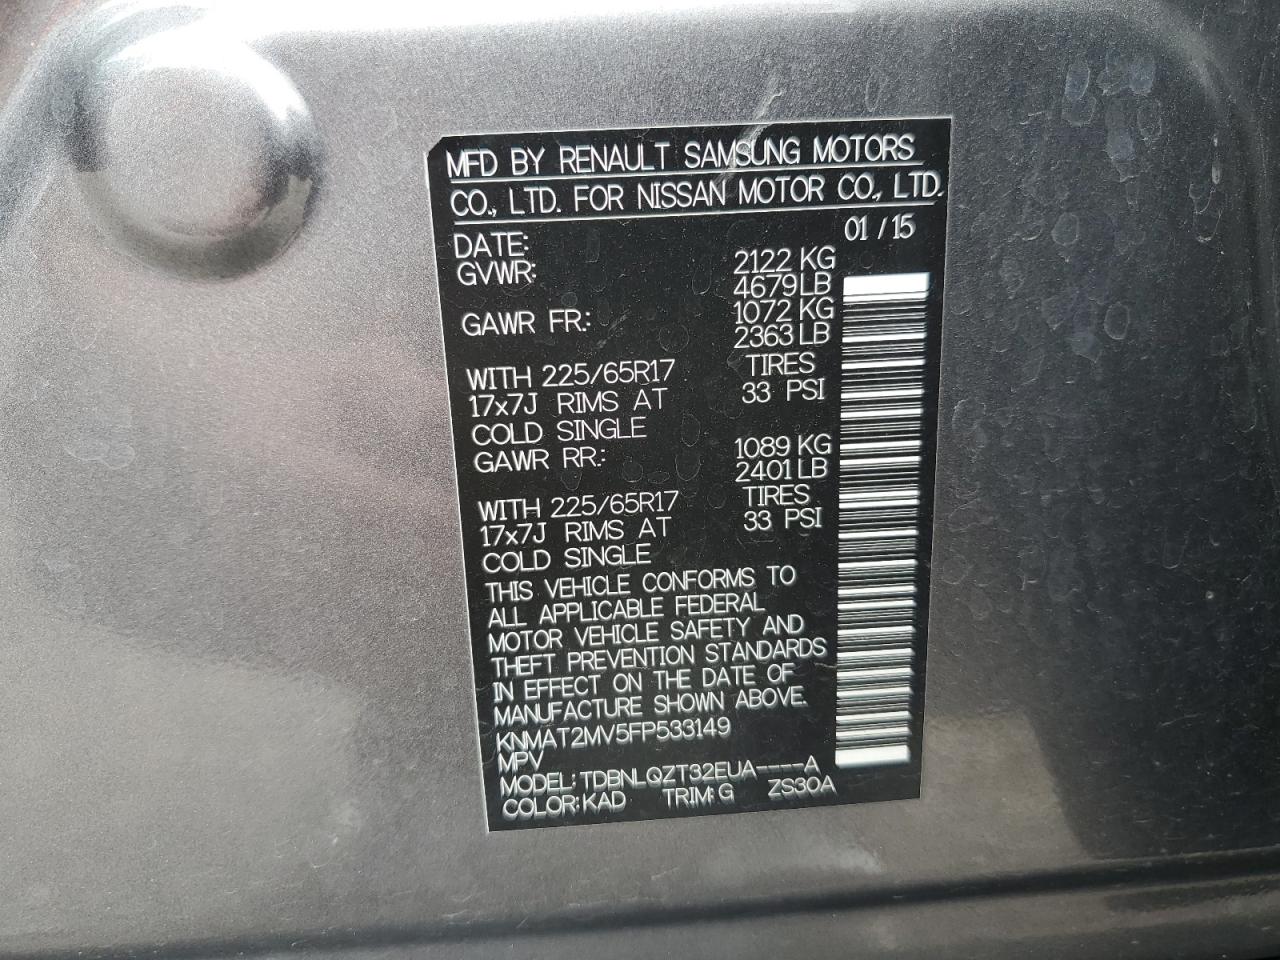 MFD BY RENAULT SAMSUNG MOTORS
CO., LTD. FOR NISSAN MOTOR CO., LTD.
DATE: 01 / 15
GVWR: 2122 KG
4679 LB
GAWR FR.: 1072 KG
2363 LB
WITH 225/65R17 TIRES
17x7J RIMS AT 33 PSI
COLD SINGLE
GAWR RR.: 1089 KG
2401 LB
WITH 225/65R17 TIRES
17x7J RIMS AT 33 PSI
COLD SINGLE
THIS VEHICLE CONFORMS TO
ALL APPLICABLE FEDERAL
MOTOR VEHICLE SAFETY AND
THEFT PREVENTION STANDARDS
IN EFFECT ON THE DATE OF
MANUFACTURE SHOWN ABOVE.
KNMAT2MV5FP533149
MPV
MODEL: TDBNLQZT32EUA----A
COLOR: KAD TRIM: G ZS30A